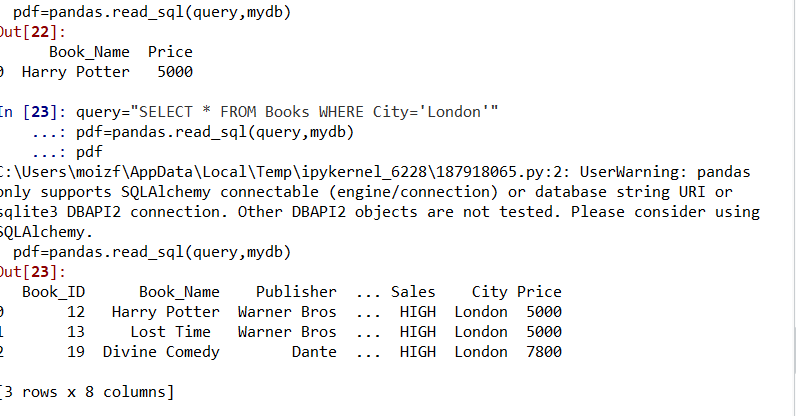 pdf=pandas.read_sql(query,mydb)
Out[22]:
Book_Name Price
0 Harry Potter 5000
In [23]: query="SELECT * FROM Books WHERE City='London'"
...: pdf=pandas.read_sql(query,mydb)
...: pdf
C:\Users\moizf\AppData\Local\Temp\ipykernel_6228\187918065.py:2: UserWarning: pandas
only supports SQLAlchemy connectable (engine/connection) or database string URI or
sqlite3 DBAPI2 connection. Other DBAPI2 objects are not tested. Please consider using
SQLAlchemy.
pdf=pandas.read_sql(query,mydb)
Out[23]:
Book_ID Book_Name Publisher ... Sales City Price
0 12 Harry Potter Warner Bros ... HIGH London 5000
1 13 Lost Time Warner Bros ... HIGH London 5000
2 19 Divine Comedy Dante ... HIGH London 7800
[3 rows x 8 columns]